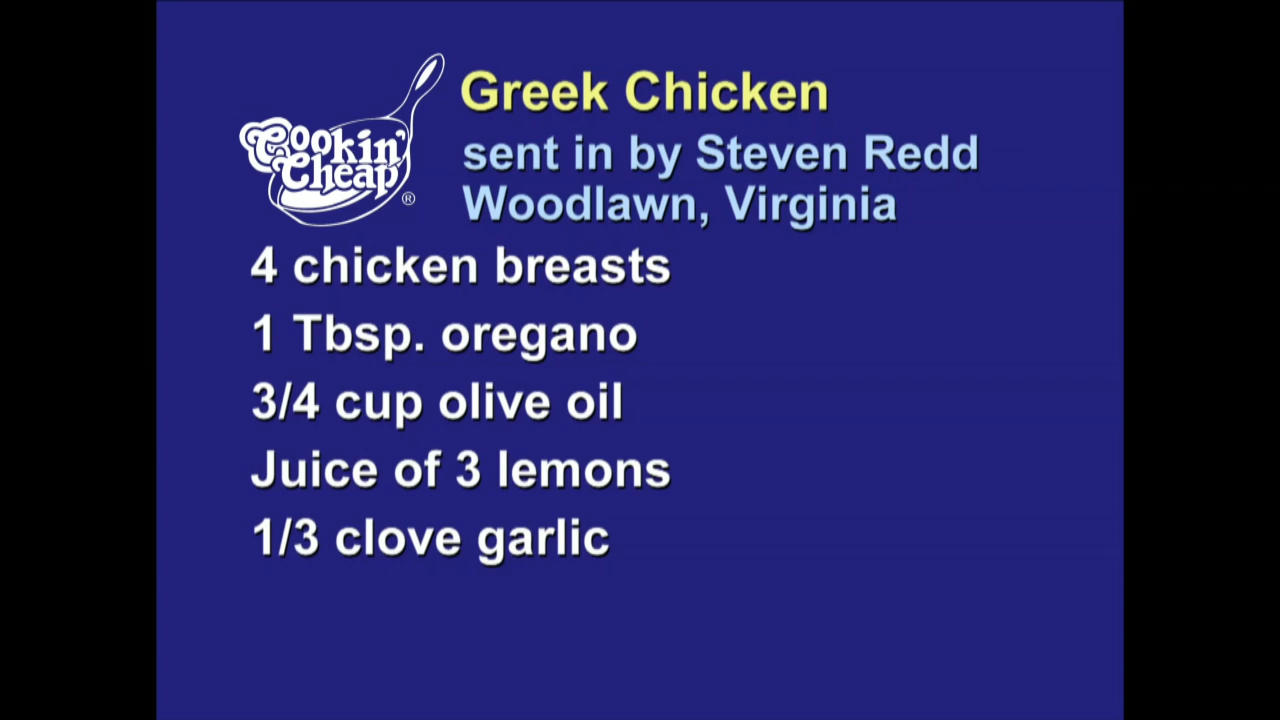 Cookin'
Cheap
®
Greek Chicken
sent in by Steven Redd
Woodlawn, Virginia
4 chicken breasts
1 Tbsp. oregano
3/4 cup olive oil
Juice of 3 lemons
1/3 clove garlic